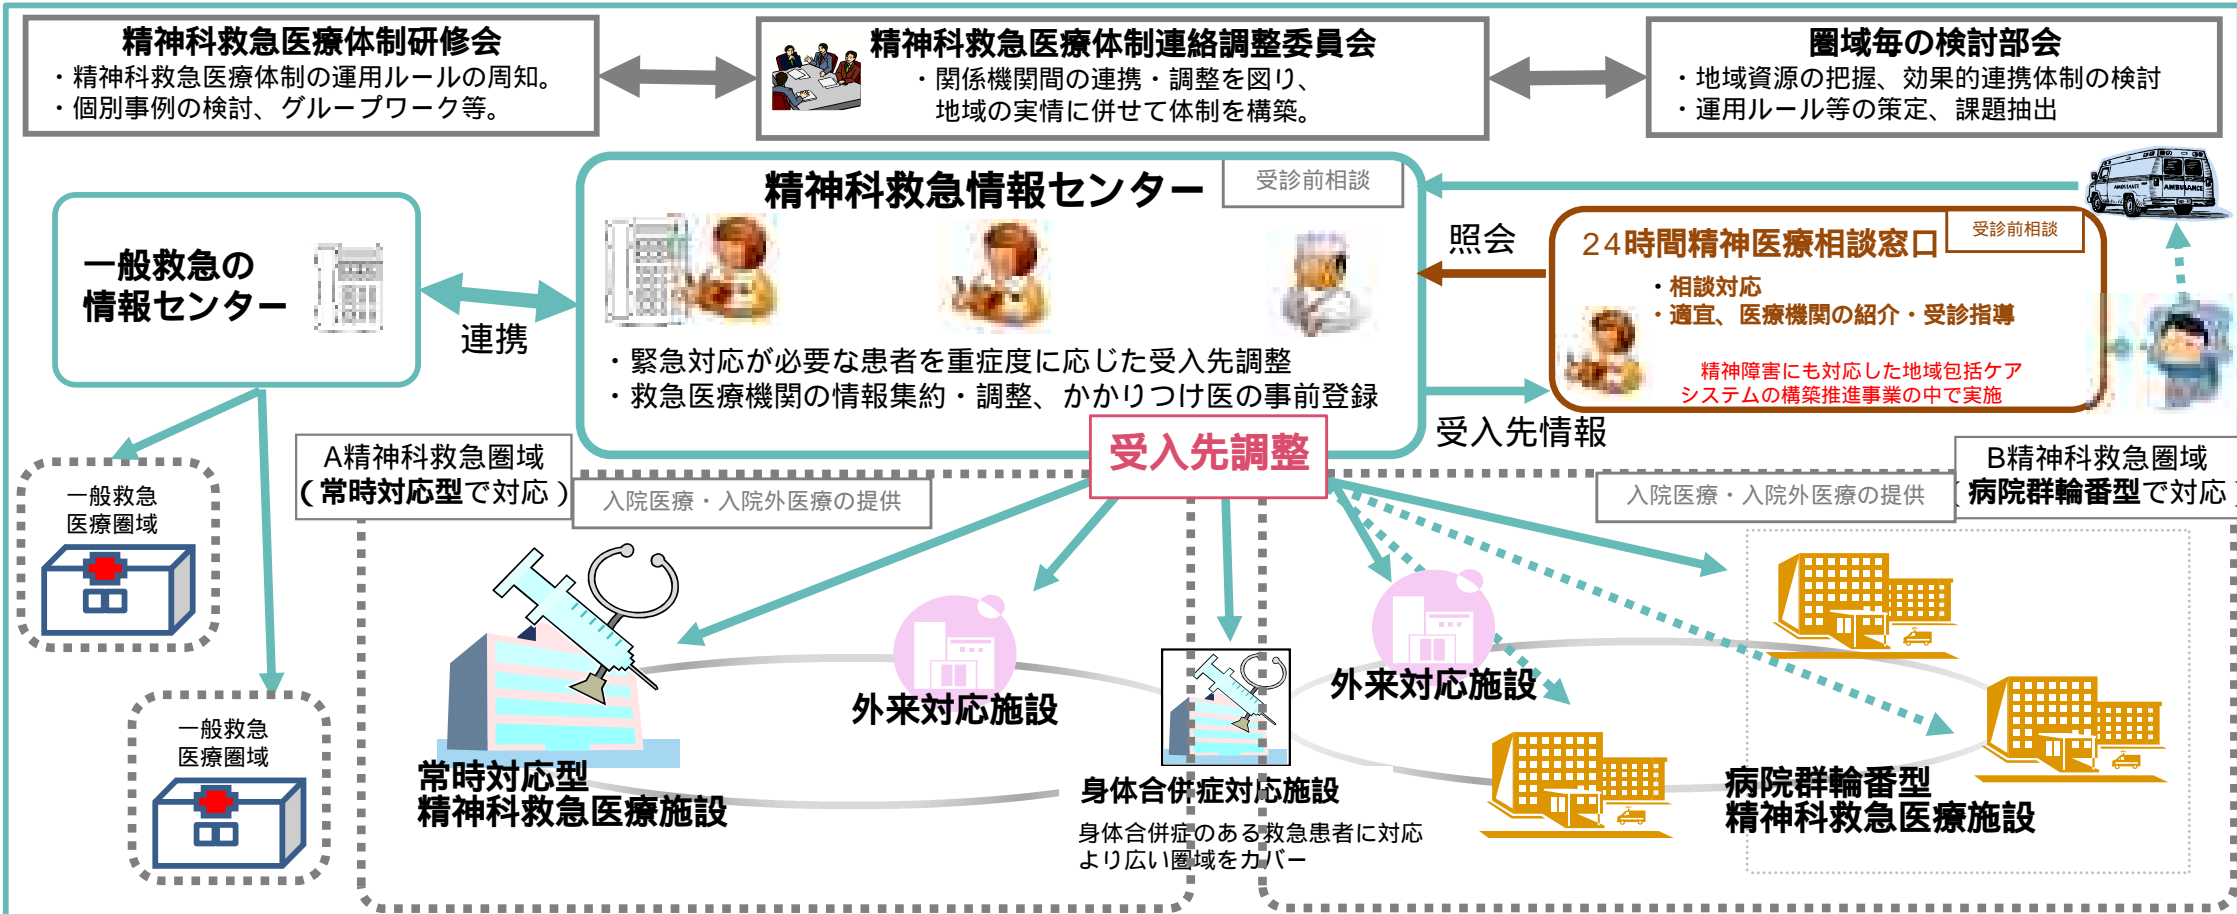 精神科救急医療体制研修会
・精神科救急医療体制の運用ルールの周知。
・個別事例の検討、グループワーク等。
精神科救急医療体制連絡調整委員会
・関係機関間の連携・調整を図り、
地域の実情に併せて体制を構築。
圏域毎の検討部会
・地域資源の把握、効果的連携体制の検討
・運用ルール等の策定、課題抽出
精神科救急情報センター
受診前相談
・緊急対応が必要な患者を重症度に応じた受入先調整
・救急医療機関の情報集約・調整、かかりつけ医の事前登録
一般救急の
情報センター
連携
照会
受入先情報
AMBULANCE
AMBULANCE
24時間精神医療相談窓口
受診前相談
・相談対応
・適宜、医療機関の紹介・受診指導
精神障害にも対応した地域包括ケア
システムの構築推進事業の中で実施
受入先調整
一般救急
医療圏域
一般救急
医療圏域
A精神科救急圏域
（常時対応型で対応）
入院医療・入院外医療の提供
B精神科救急圏域
（病院群輪番型で対応）
入院医療・入院外医療の提供
常時対応型
精神科救急医療施設
外来対応施設
身体合併症対応施設
身体合併症のある救急患者に対応
より広い圏域をカバー
外来対応施設
病院群輪番型
精神科救急医療施設